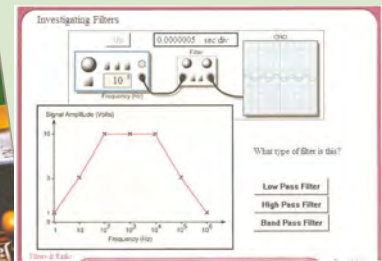 Investigating Filters
0.0000005 sec/div
Filter
CRO
10
Frequency (Hz)
Signal Amplitude (Volts)
10
1 10 10² 10³ 10⁴ 10⁵ 10⁶
Frequency (Hz)
What type of filter is this?
Low Pass Filter
High Pass Filter
Band Pass Filter